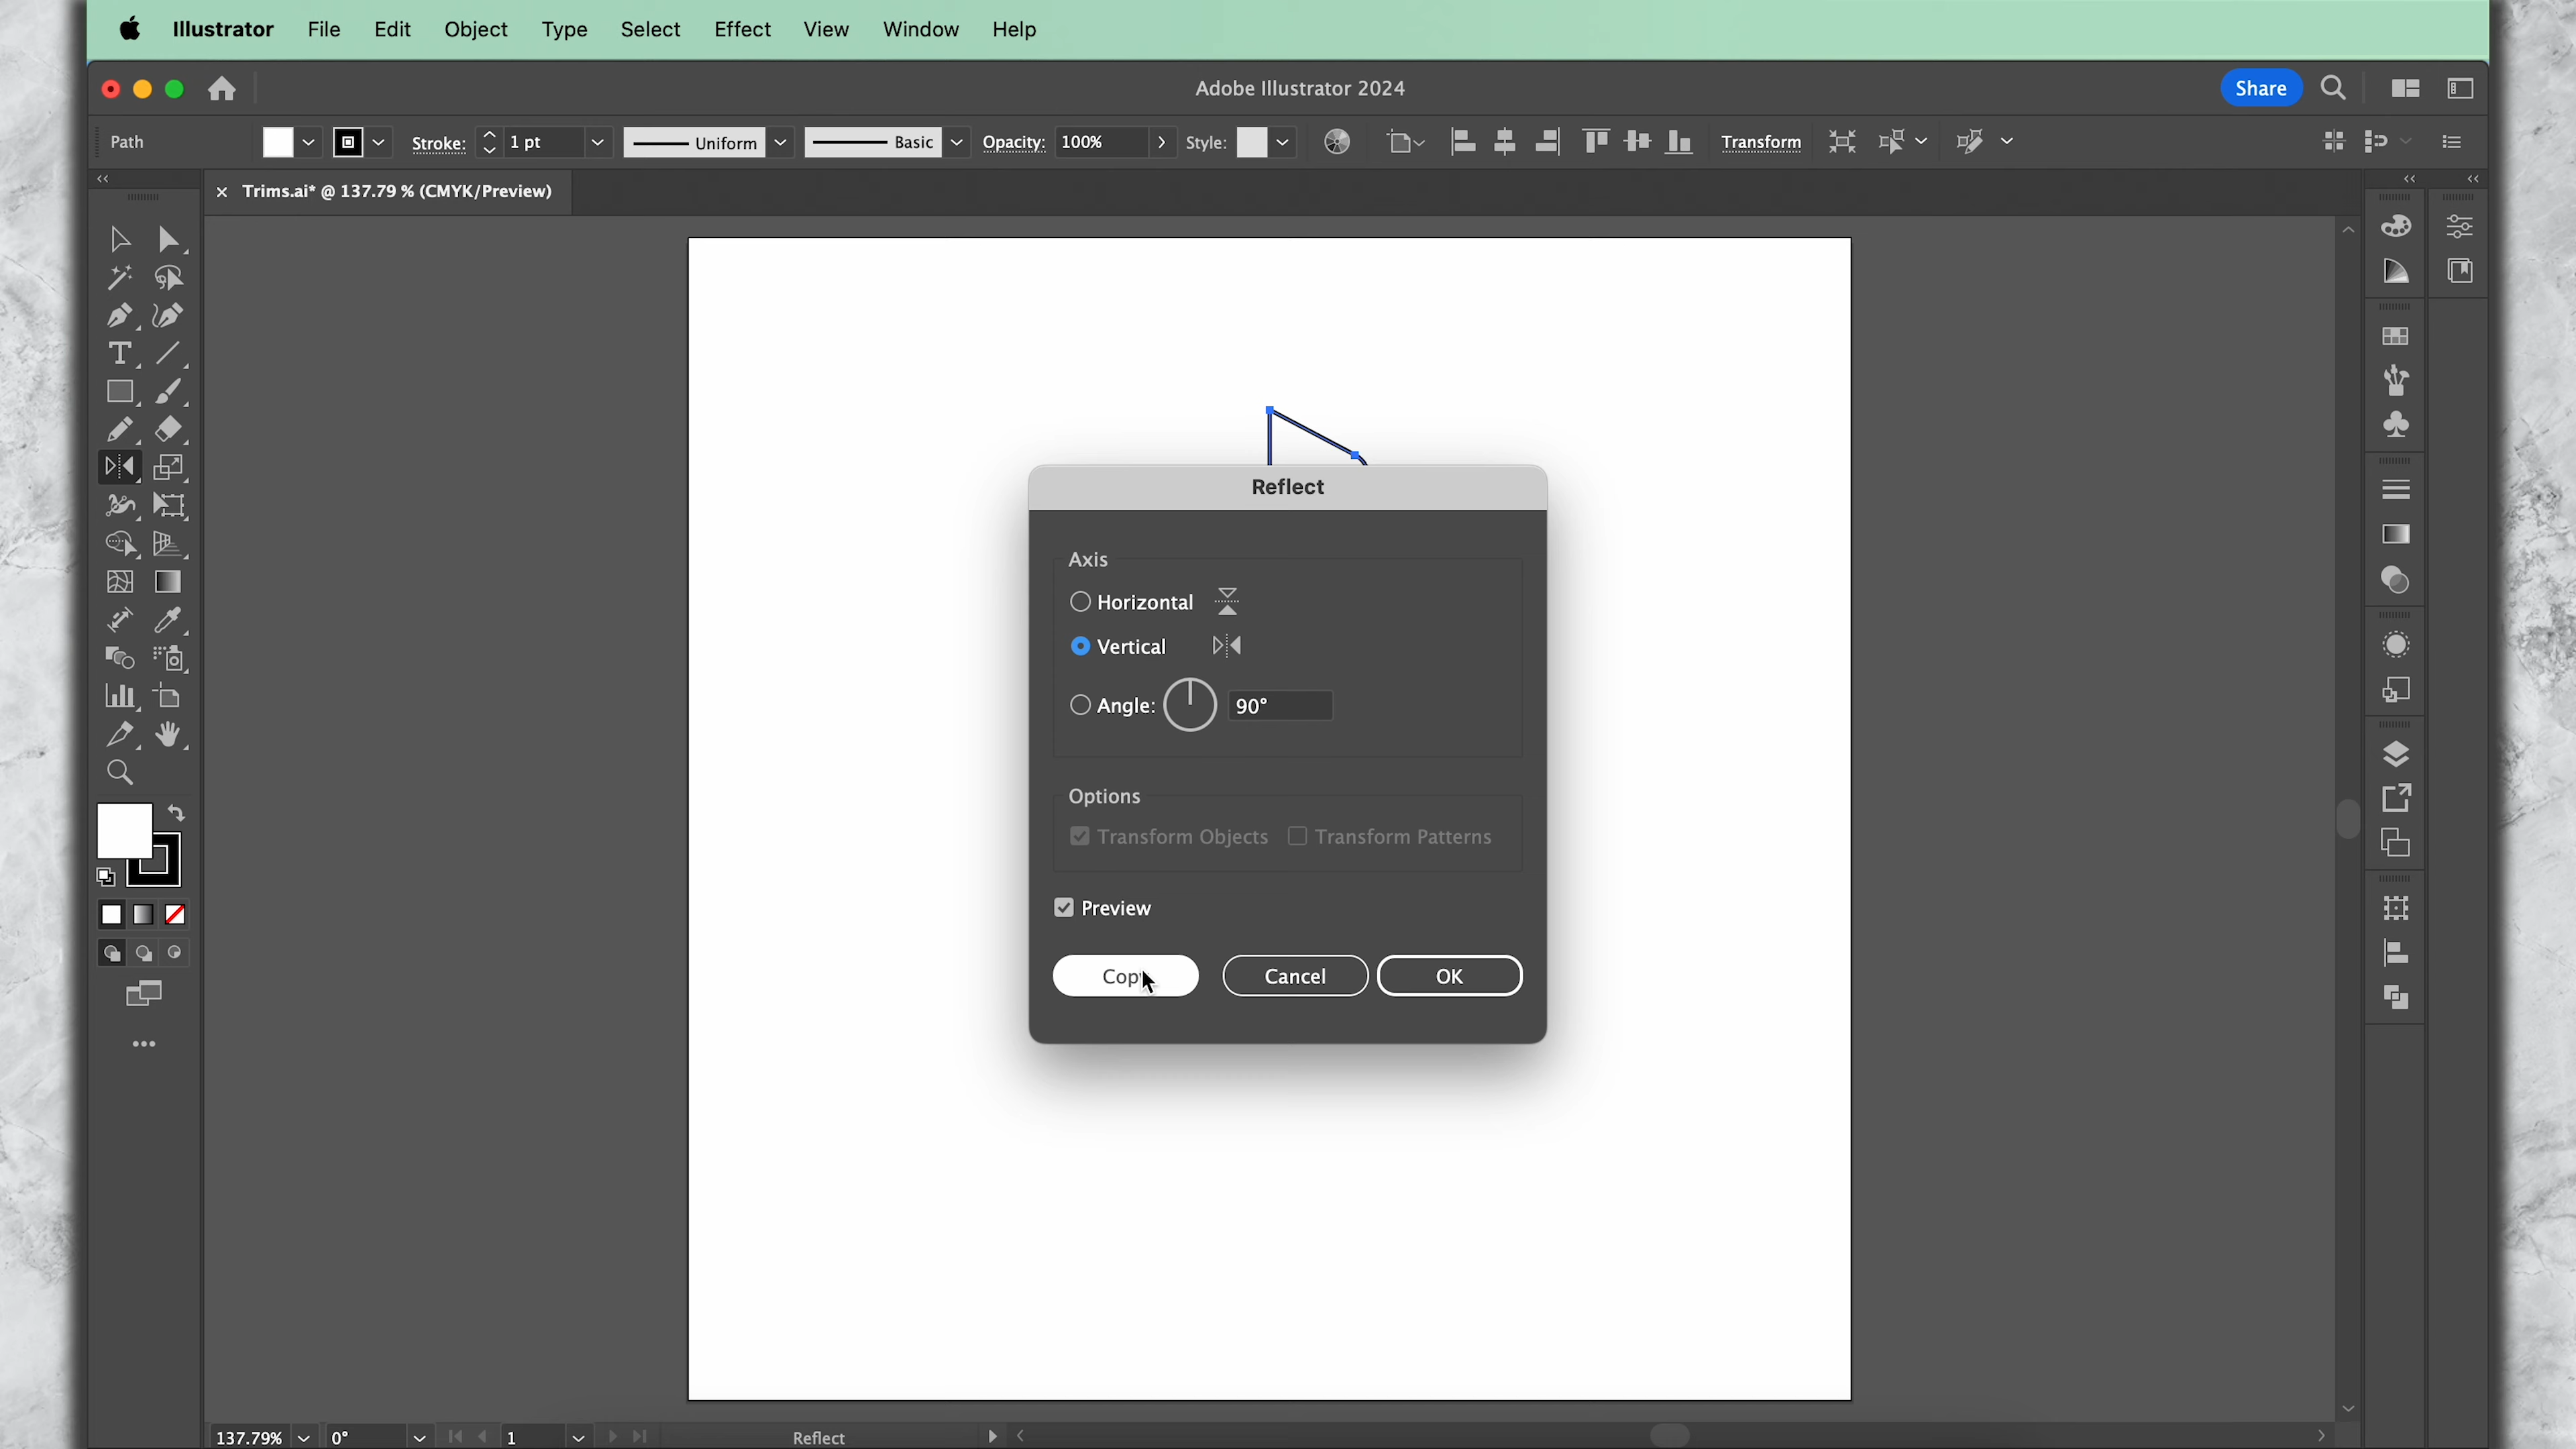 Illustrator File Edit Object Type Select Effect View Window Help
Adobe Illustrator 2024
Share
Path
Stroke: 1 pt Uniform Basic Opacity: 100% Style: Transform
Trims.ai* @ 137.79 % (CMYK/Preview)
Reflect
Axis
Horizontal
Vertical
Angle: 90°
Options
Transform Objects Transform Patterns
Preview
Copy Cancel OK
137.79% 0° 1 Reflect